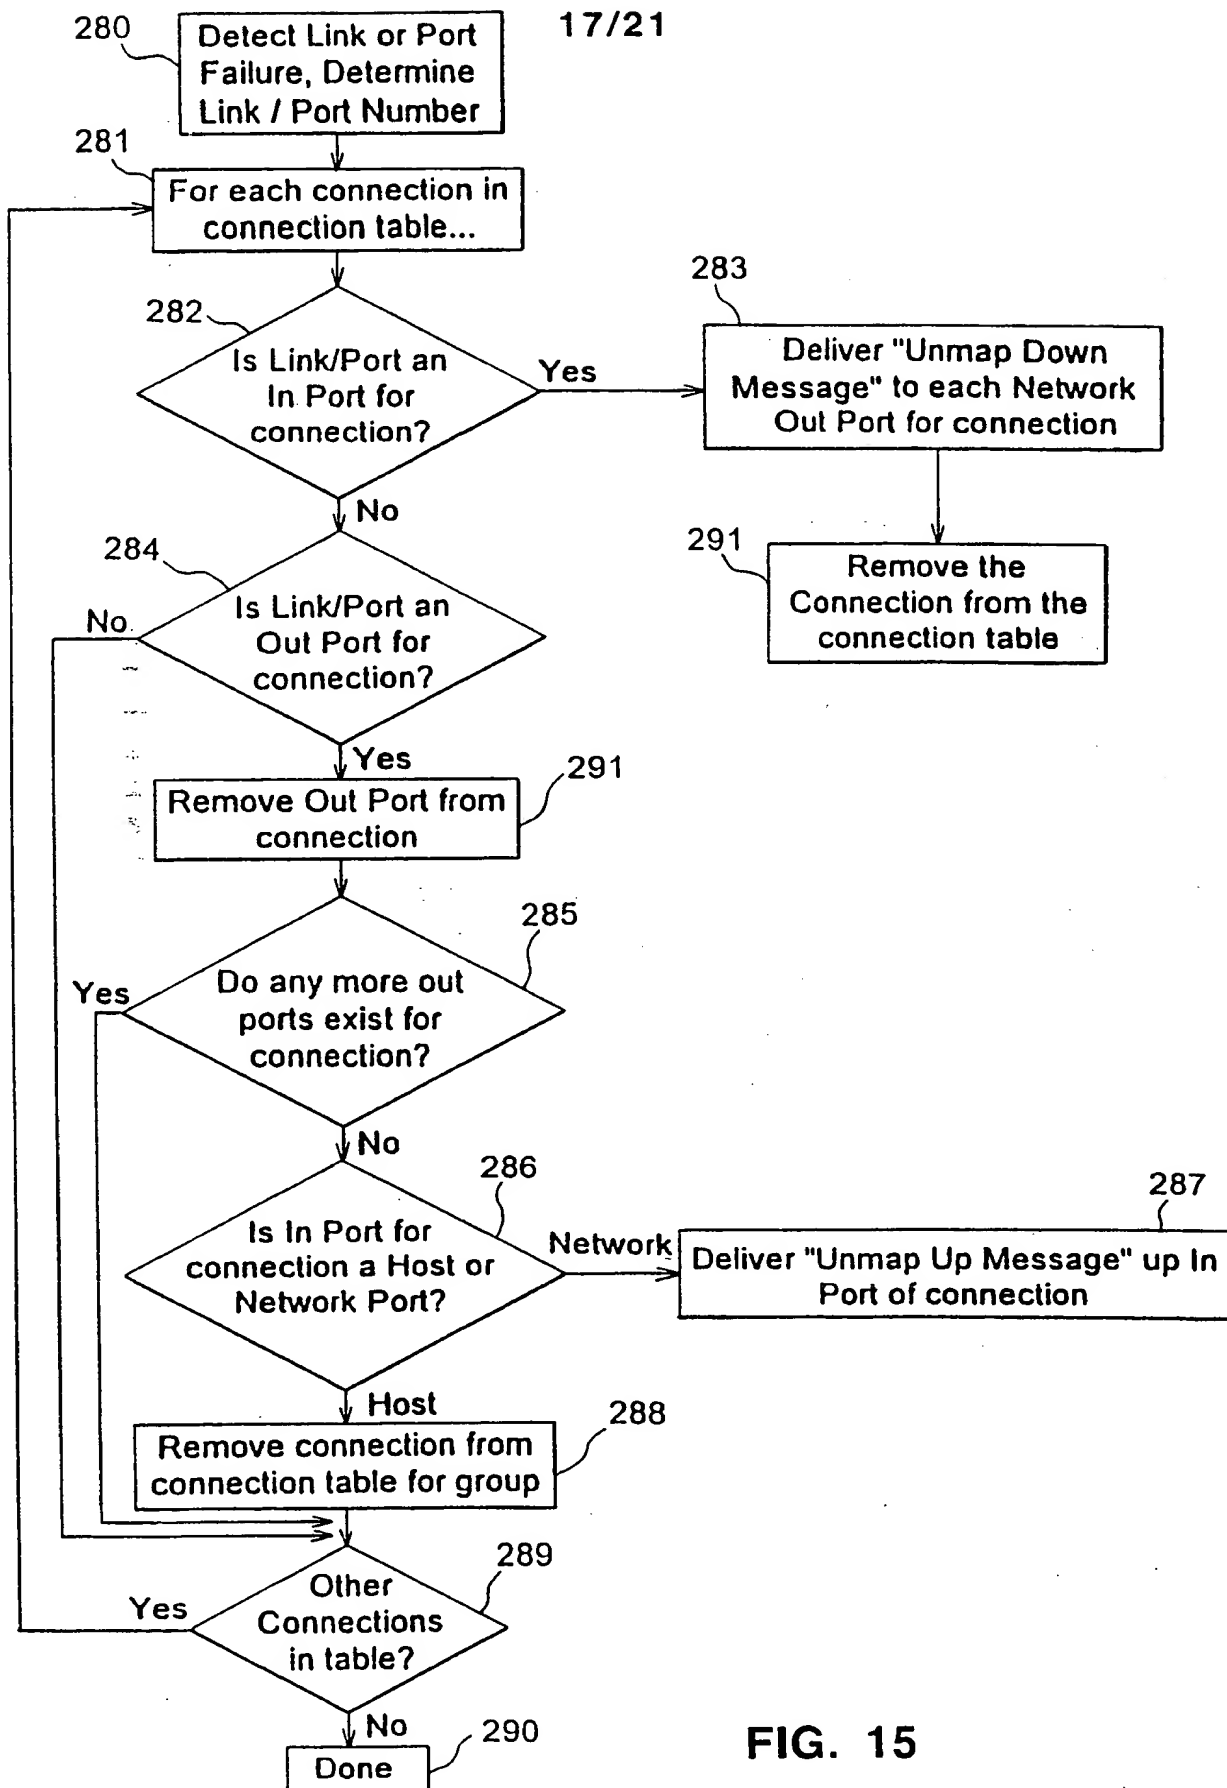 17/21
280
Detect Link or Port
Failure, Determine
Link / Port Number
281
For each connection in
connection table...
282
Is Link/Port an
In Port for
connection?
Yes
283
Deliver "Unmap Down
Message" to each Network
Out Port for connection
No
291
Remove the
Connection from the
connection table
284
Is Link/Port an
Out Port for
connection?
No
Yes
291
Remove Out Port from
connection
285
Do any more out
ports exist for
connection?
Yes
No
286
Is In Port for
connection a Host or
Network Port?
Network
287
Deliver "Unmap Up Message" up In
Port of connection
Host
288
Remove connection from
connection table for group
289
Other
Connections
in table?
Yes
No
290
Done
FIG. 15